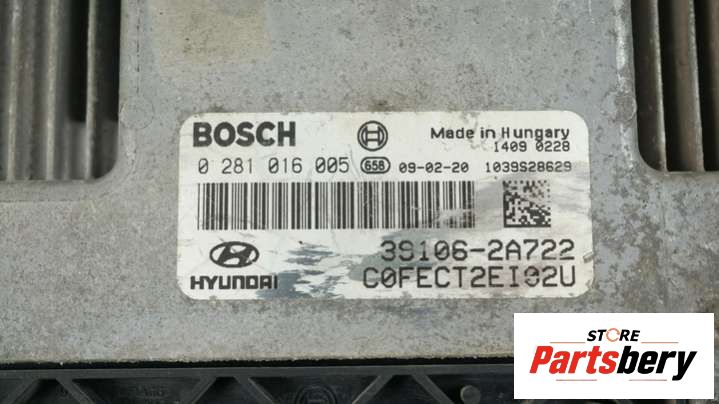 BOSCH
Made in Hungary
1409 0228
0 281 016 005 658 09-02-20 1039S28629
39106-2A722
HYUNDAI
C0FECT2EI02U
STORE
Partsbery